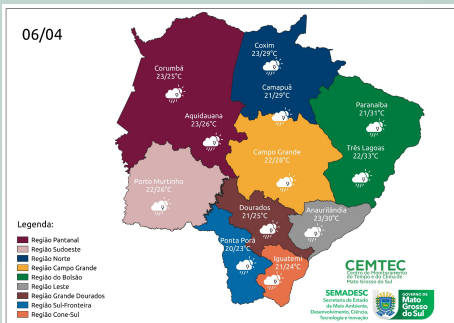 06/04
Coxim
23/29°C
Corumbá
23/25°C
Camapuã
21/29°C
Paranaíba
21/31°C
Aquidauana
23/26°C
Três Lagoas
22/33°C
Campo Grande
22/28°C
Porto Murtinho
22/26°C
Dourados
21/25°C
Anaurilândia
23/30°C
Ponta Porã
20/23°C
Iguatemi
21/24°C
Legenda:
Região Pantanal
Região Sudoeste
Região Norte
Região Campo Grande
Região do Bolsão
Região Leste
Região Grande Dourados
Região Sul-Fronteira
Região Cone-Sul
CEMTEC
Centro de Monitoramento
do Tempo e do Clima de
Mato Grosso do Sul
SEMADESC
Secretaria de Estado
de Meio Ambiente,
Desenvolvimento, Ciência,
Tecnologia e Inovação
GOVERNO DE
Mato
Grosso
do Sul